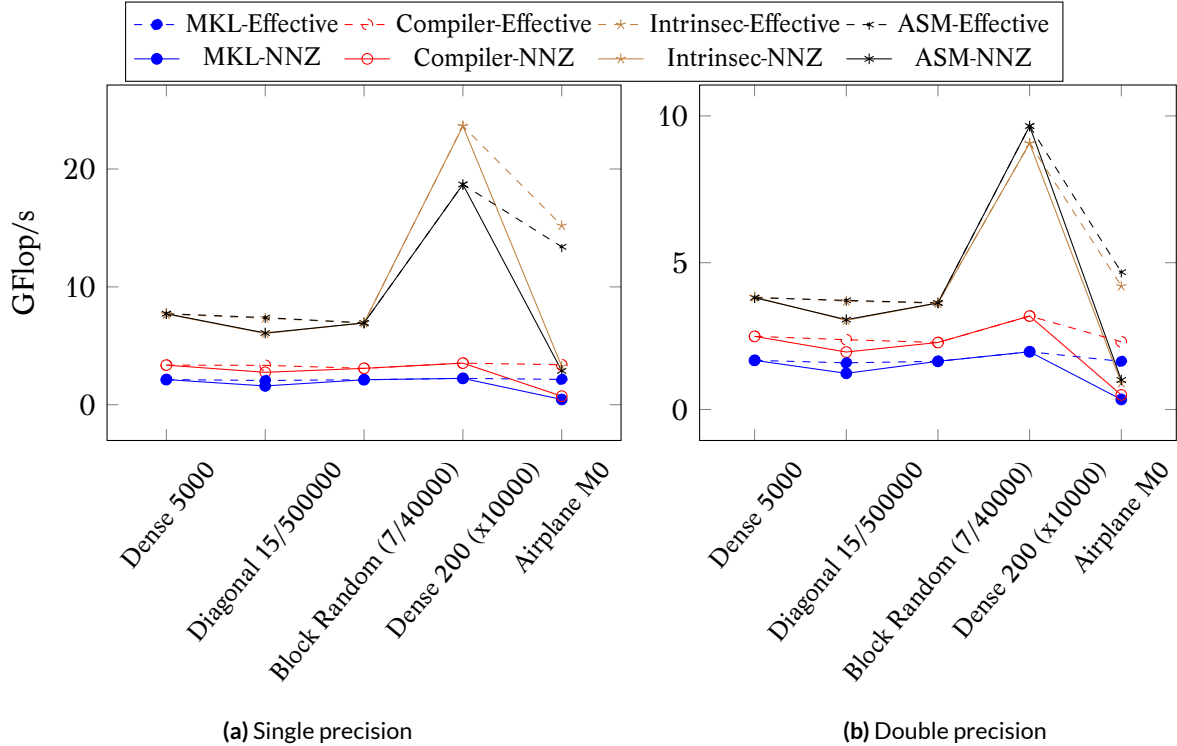 MKL-Effective Compiler-Effective Intrinsec-Effective ASM-Effective
MKL-NNZ Compiler-NNZ Intrinsec-NNZ ASM-NNZ
GFlop/s
20
10
0
Dense 5000
Diagonal 15/500000
Block Random (7/40000)
Dense 200 (x10000)
Airplane M0
(a) Single precision
10
5
0
Dense 5000
Diagonal 15/500000
Block Random (7/40000)
Dense 200 (x10000)
Airplane M0
(b) Double precision